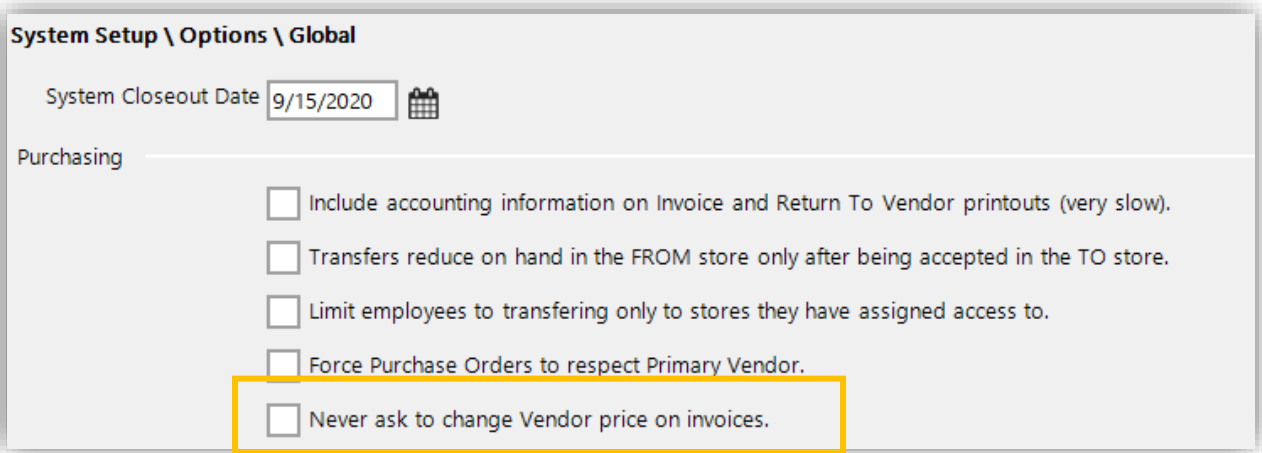 System Setup \ Options \ Global
System Closeout Date 9/15/2020
Purchasing
Include accounting information on Invoice and Return To Vendor printouts (very slow).
Transfers reduce on hand in the FROM store only after being accepted in the TO store.
Limit employees to transfering only to stores they have assigned access to.
Force Purchase Orders to respect Primary Vendor.
Never ask to change Vendor price on invoices.